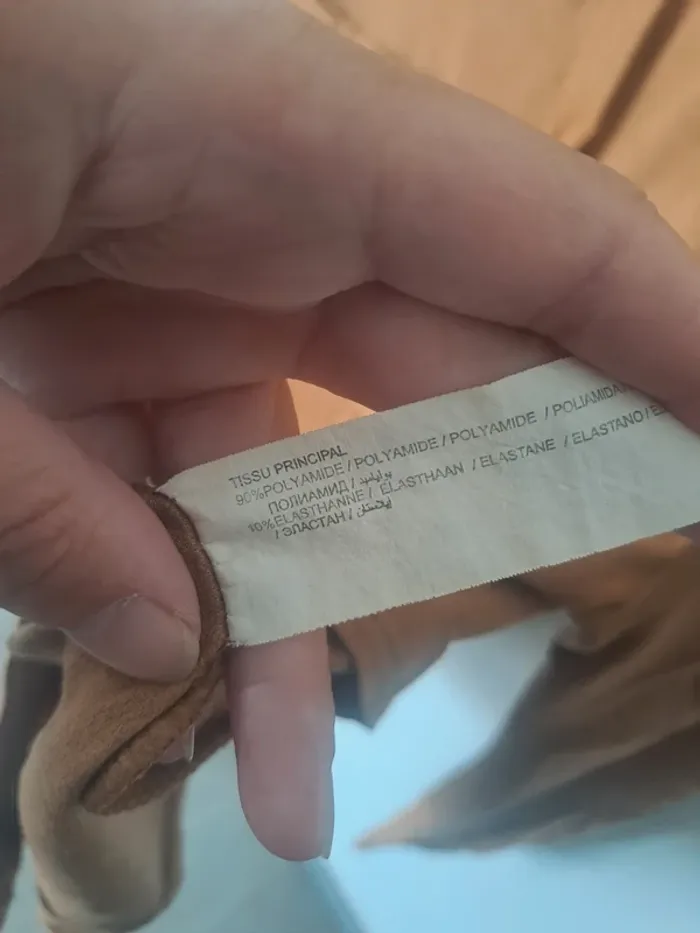 TISSU PRINCIPAL
90%POLYAMIDE / POLYAMIDE / POLYAMIDE / POLIAMIDA
ПОЛИАМИД /
10%ELASTHANNE / ELASTHAAN / ELASTANE / ELASTANO / E
/ ЭЛАСТАН /